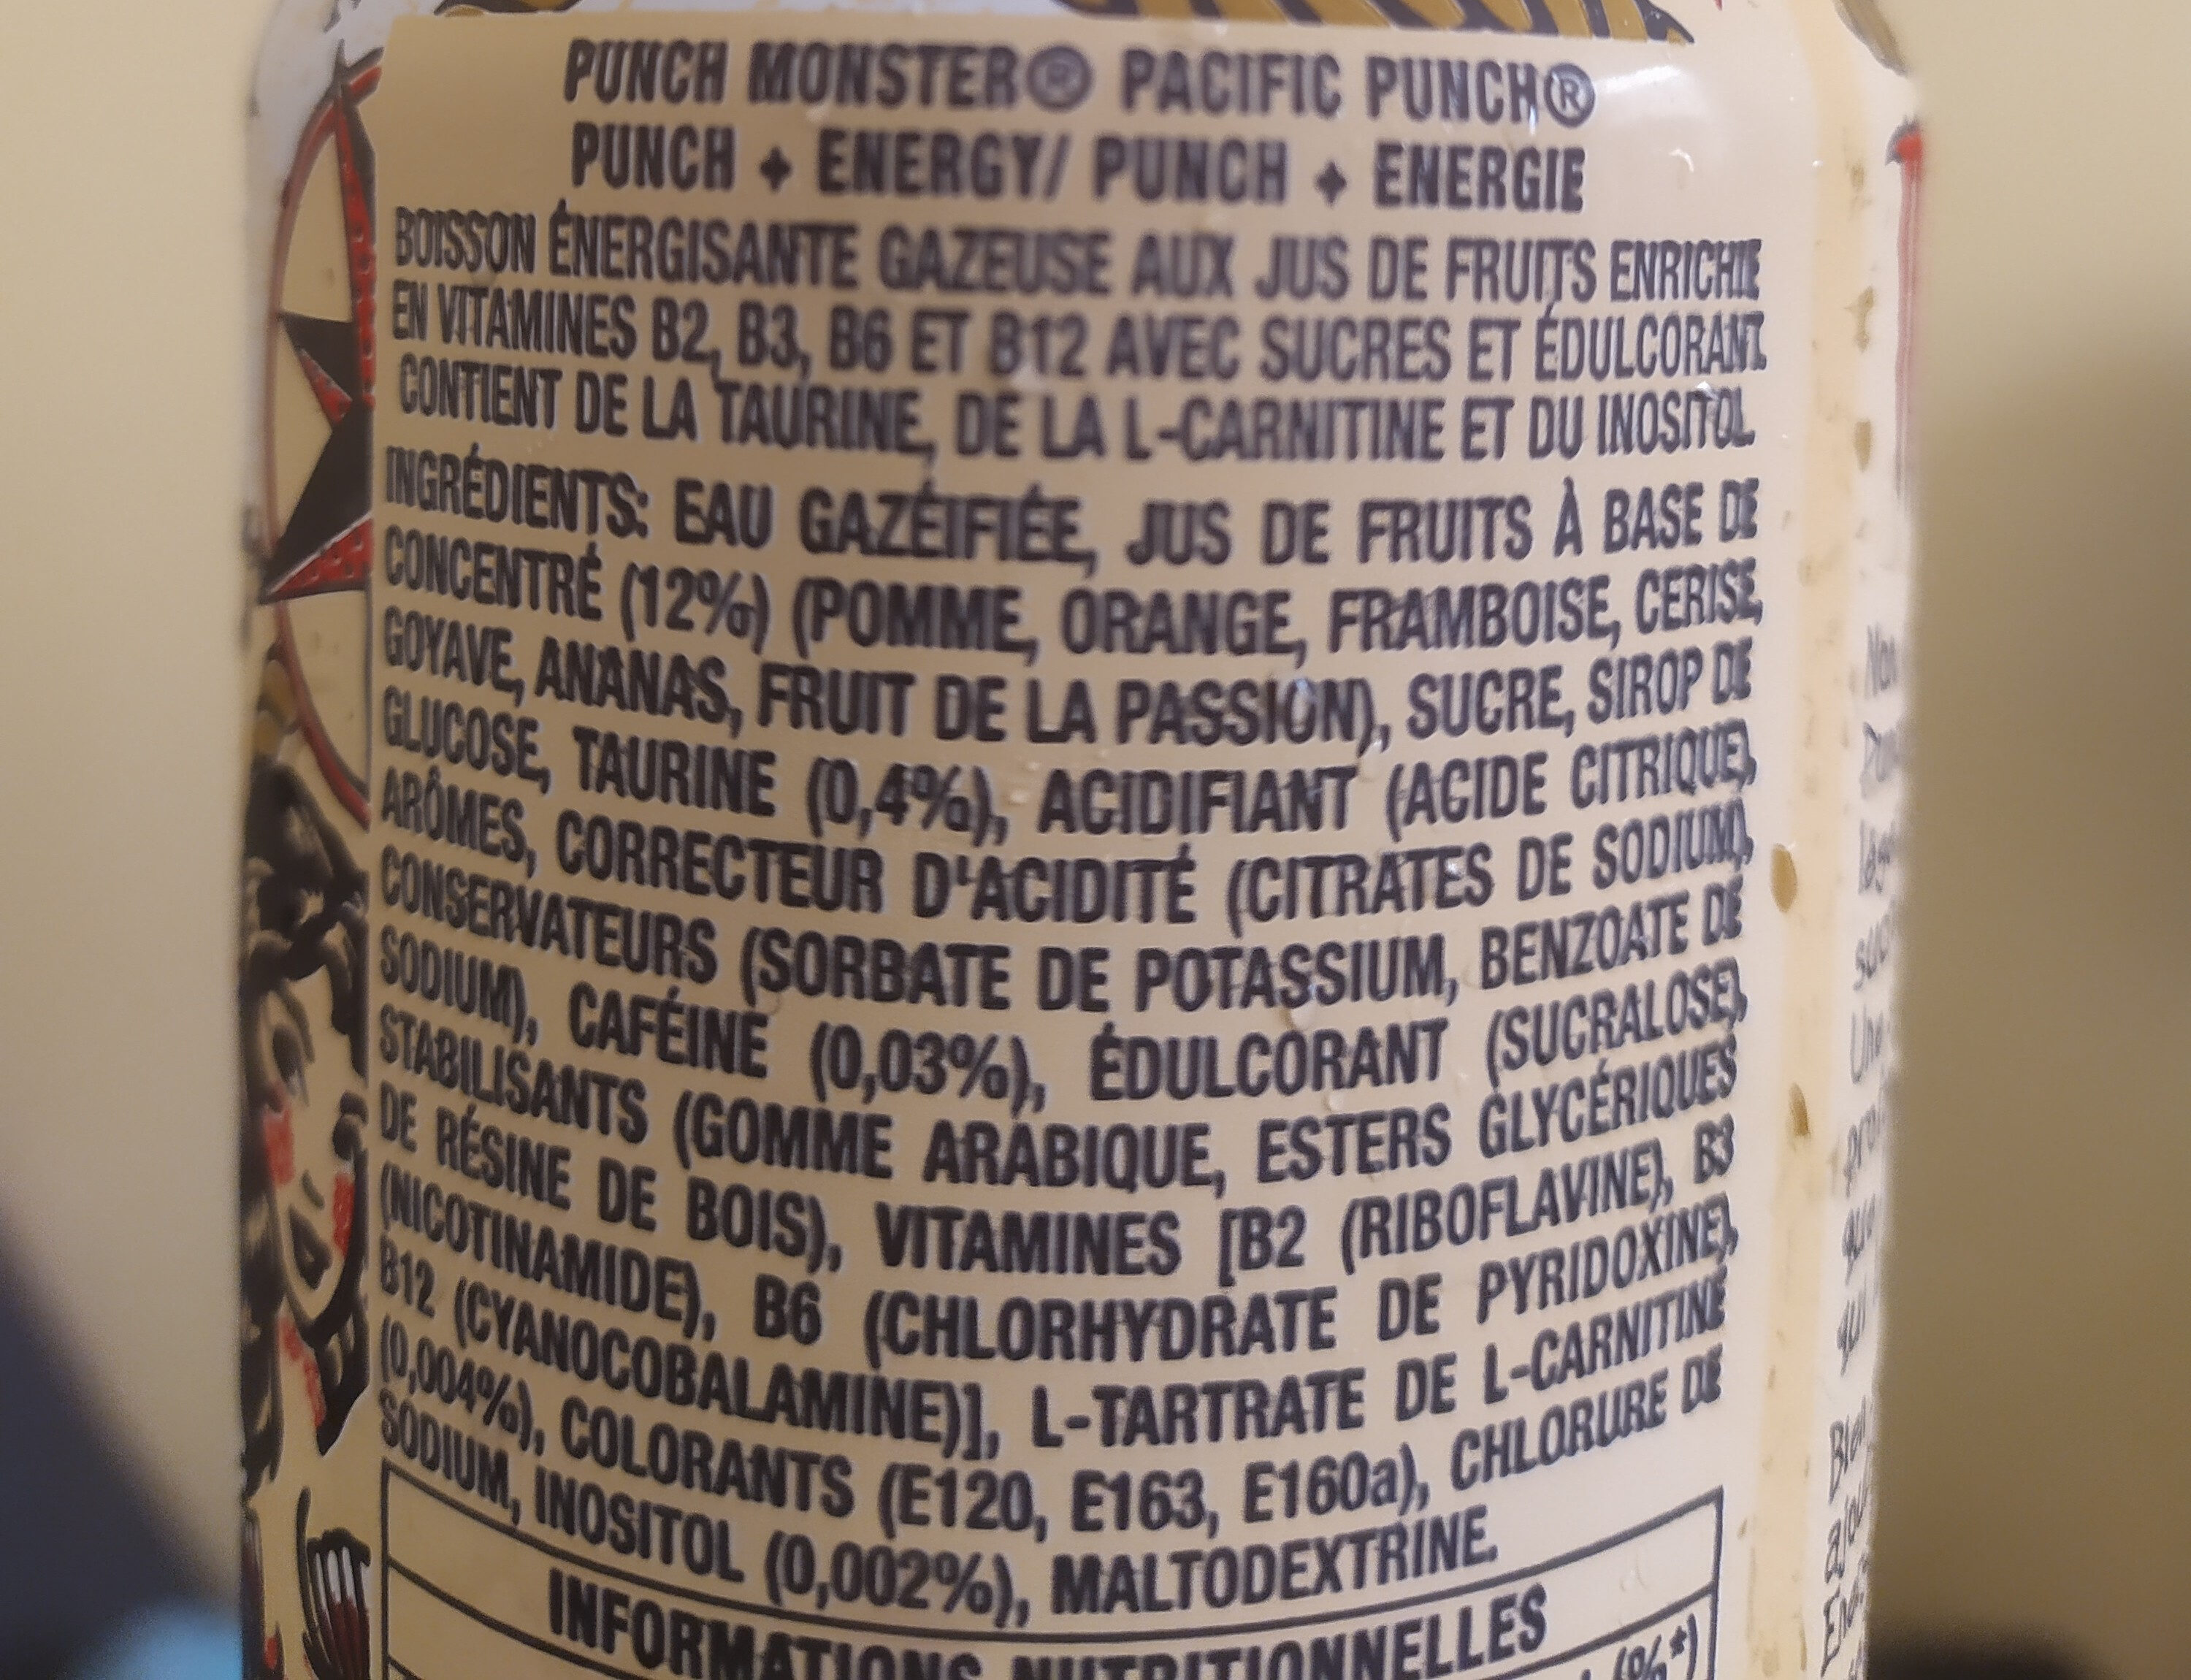 PUNCH MONSTER® PACIFIC PUNCH®
PUNCH + ENERGY/ PUNCH + ENERGIE
BOISSON ÉNERGISANTE GAZEUSE AUX JUS DE FRUITS ENRICHIE
EN VITAMINES B2, B3, B6 ET B12 AVEC SUCRES ET ÉDULCORANT.
CONTIENT DE LA TAURINE, DE LA L-CARNITINE ET DU INOSITOL.
INGRÉDIENTS: EAU GAZÉIFIÉE, JUS DE FRUITS À BASE DE
CONCENTRÉ (12%) (POMME, ORANGE, FRAMBOISE, CERISE,
GOYAVE, ANANAS, FRUIT DE LA PASSION), SUCRE, SIROP DE
GLUCOSE, TAURINE (0,4%), ACIDIFIANT (ACIDE CITRIQUE),
ARÔMES, CORRECTEUR D'ACIDITÉ (CITRATES DE SODIUM),
CONSERVATEURS (SORBATE DE POTASSIUM, BENZOATE DE
SODIUM), CAFÉINE (0,03%), ÉDULCORANT (SUCRALOSE),
STABILISANTS (GOMME ARABIQUE, ESTERS GLYCÉRIQUES
DE RÉSINE DE BOIS), VITAMINES [B2 (RIBOFLAVINE), B3
(NICOTINAMIDE), B6 (CHLORHYDRATE DE PYRIDOXINE),
B12 (CYANOCOBALAMINE)], L-TARTRATE DE L-CARNITINE
(0,004%), COLORANTS (E120, E163, E160a), CHLORURE DE
SODIUM, INOSITOL (0,002%), MALTODEXTRINE.
INFORMATIONS NUTRITIONNELLES
(%*)